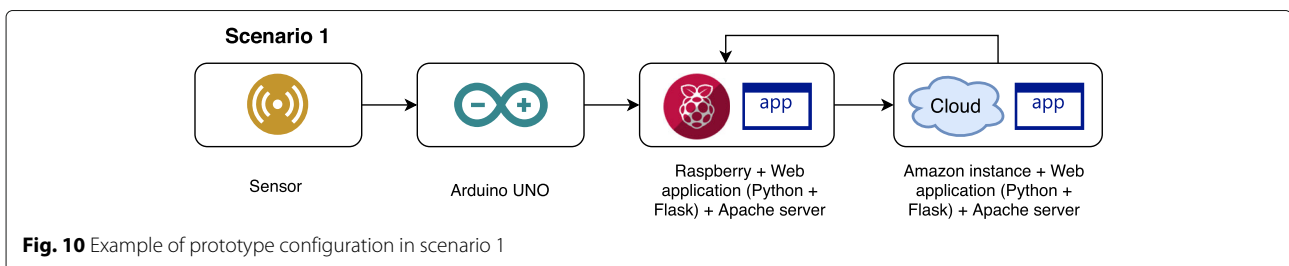 Scenario 1
app
Cloud
app
Sensor
Arduino UNO
Raspberry + Web
application (Python +
Flask) + Apache server
Amazon instance + Web
application (Python +
Flask) + Apache server
Fig. 10 Example of prototype configuration in scenario 1